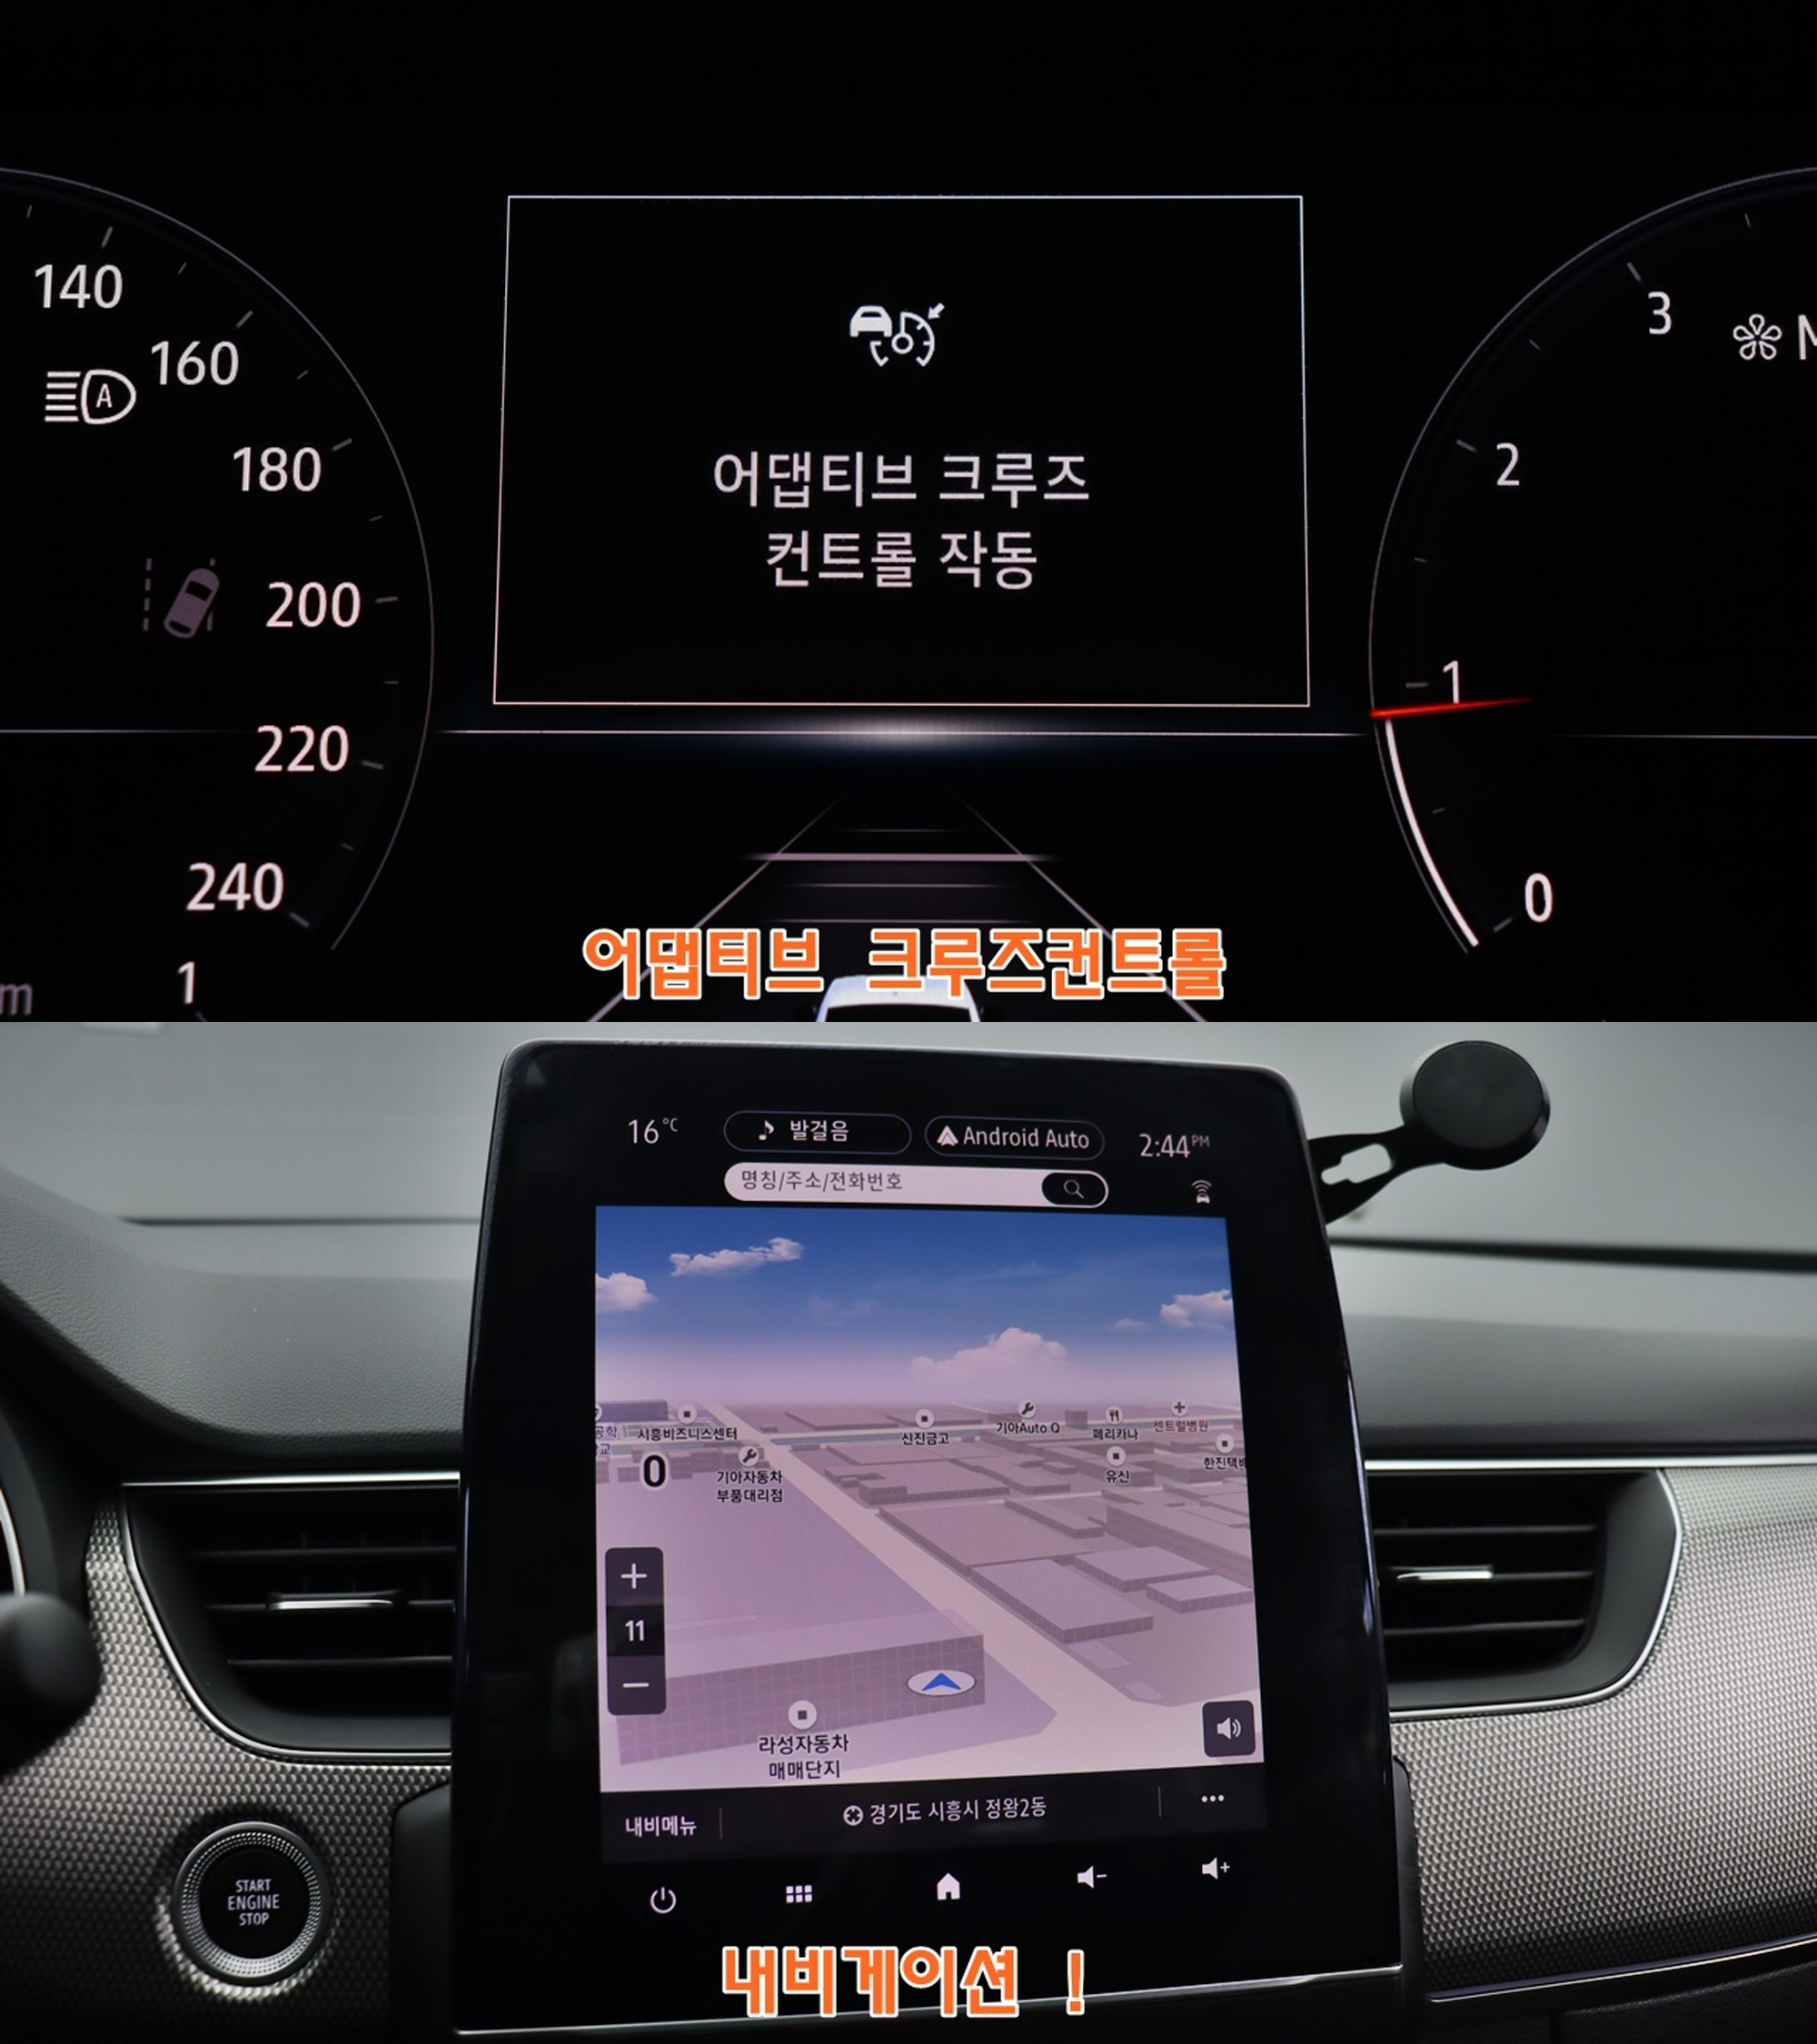 140
160
A
180
200
220
240
1
m
어댑티브 크루즈
컨트롤 작동
3
2
1
0
어댑티브 크루즈컨트롤
16°C
발걸음
Android Auto
2:44PM
명칭/주소/전화번호
시흥비즈니스센터
신진금고
기아Auto Q
페리카나
센트럴병원
0
기아자동차
부품대리점
유신
한진택배
+
11
−
라성자동차
매매단지
내비메뉴
경기도 시흥시 정왕2동
START
ENGINE
STOP
내비게이션 !